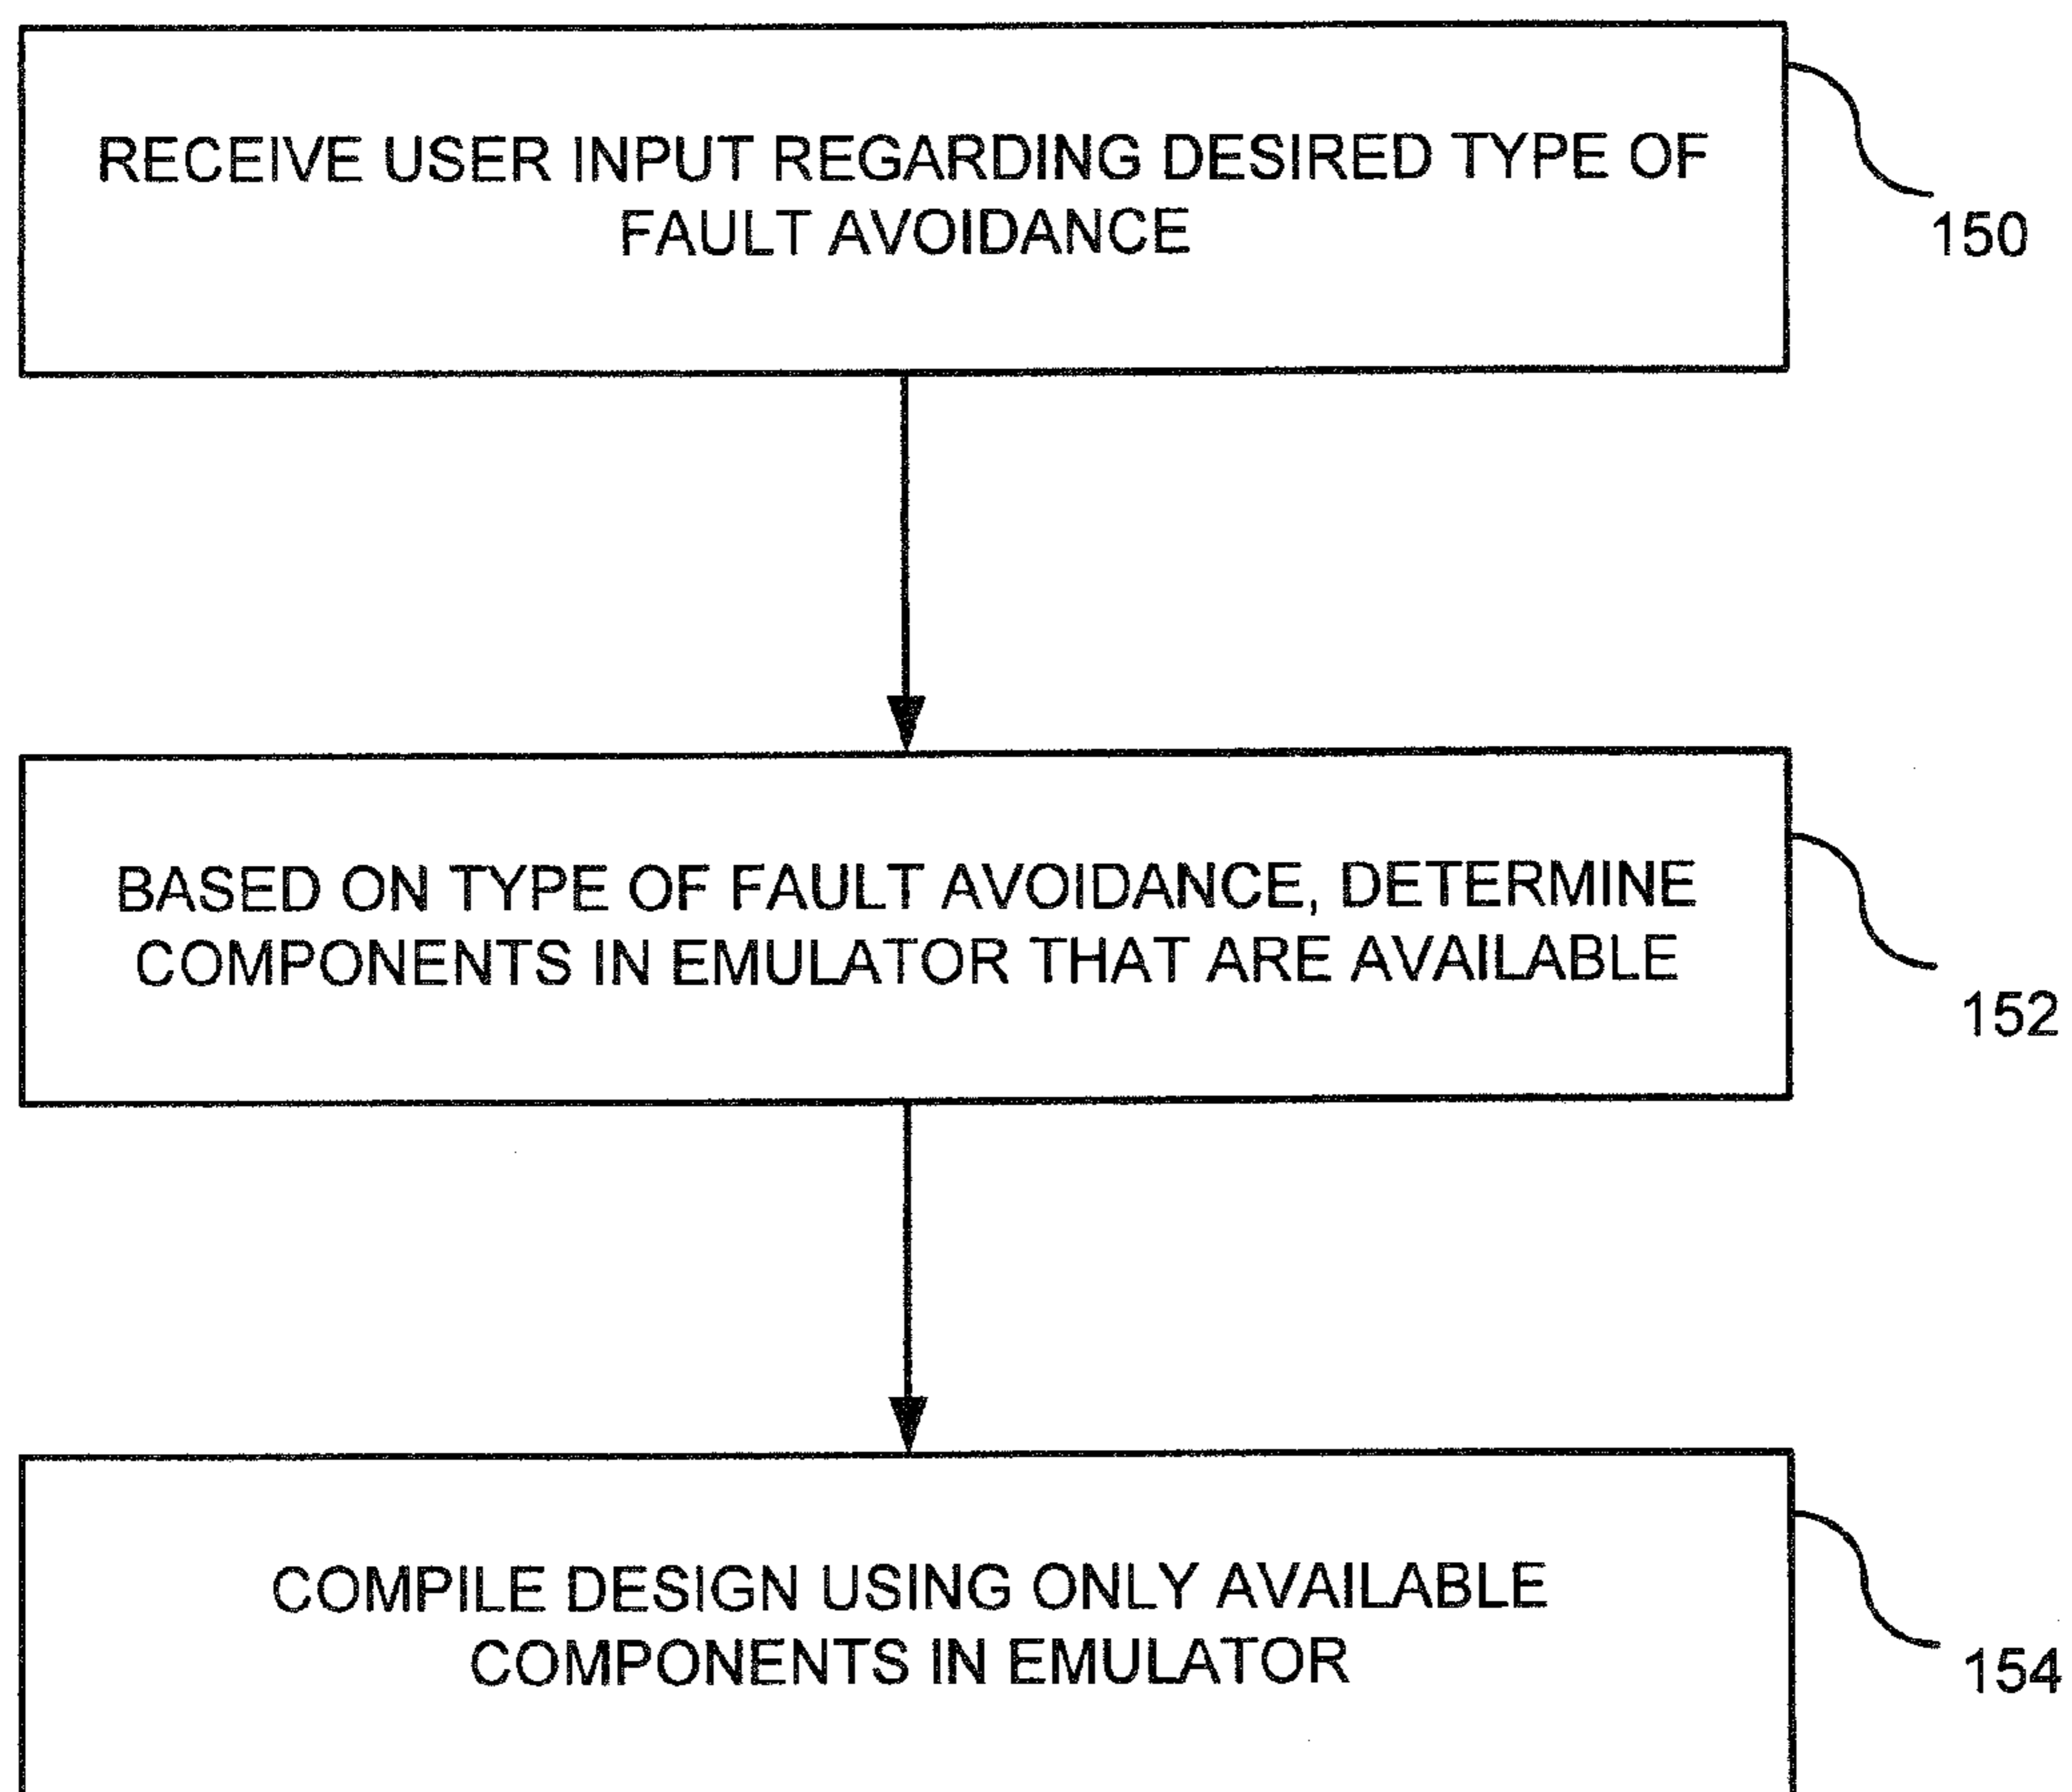 RECEIVE USER INPUT REGARDING DESIRED TYPE OF
FAULT AVOIDANCE
150
BASED ON TYPE OF FAULT AVOIDANCE, DETERMINE
COMPONENTS IN EMULATOR THAT ARE AVAILABLE
152
COMPILE DESIGN USING ONLY AVAILABLE
COMPONENTS IN EMULATOR
154